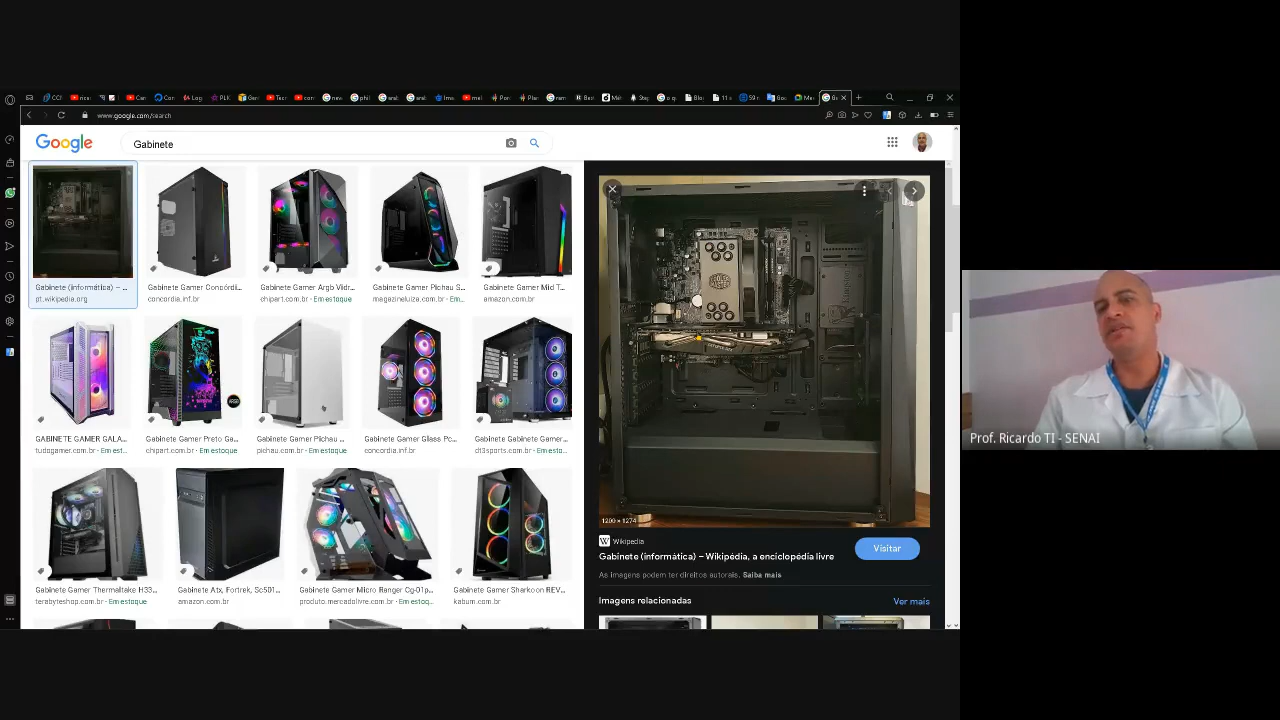 www.google.com/search
Google
Gabinete
Gabinete (informática) – ...
pt.wikipedia.org
Gabinete Gamer Concórdi...
concordia.inf.br
Gabinete Gamer Argb Vidr...
chipart.com.br · Em estoque
Gabinete Gamer Pichau S...
magazineluiza.com.br · Em...
Gabinete Gamer Mid T...
amazon.com.br
GABINETE GAMER GALA...
tudogamer.com.br · Em est...
Gabinete Gamer Preto Ga...
chipart.com.br · Em estoque
Gabinete Gamer Pichau ...
pichau.com.br · Em estoque
Gabinete Gamer Glass Pc...
concordia.inf.br
Gabinete Gabinete Gamer...
dt3sports.com.br · Em esto...
Gabinete Gamer Thermaltake H33...
terabyteshop.com.br · Em estoque
Gabinete Atx, Fortrek, Sc501...
amazon.com.br
Gabinete Gamer Micro Ranger Cg-01p...
produto.mercadolivre.com.br · Em estoq...
Gabinete Gamer Sharkoon REV...
kabum.com.br
1200 × 1274
W Wikipedia
Gabinete (informática) – Wikipédia, a enciclopédia livre
Visitar
As imagens podem ter direitos autorais. Saiba mais
Imagens relacionadas
Ver mais
Prof. Ricardo TI - SENAI